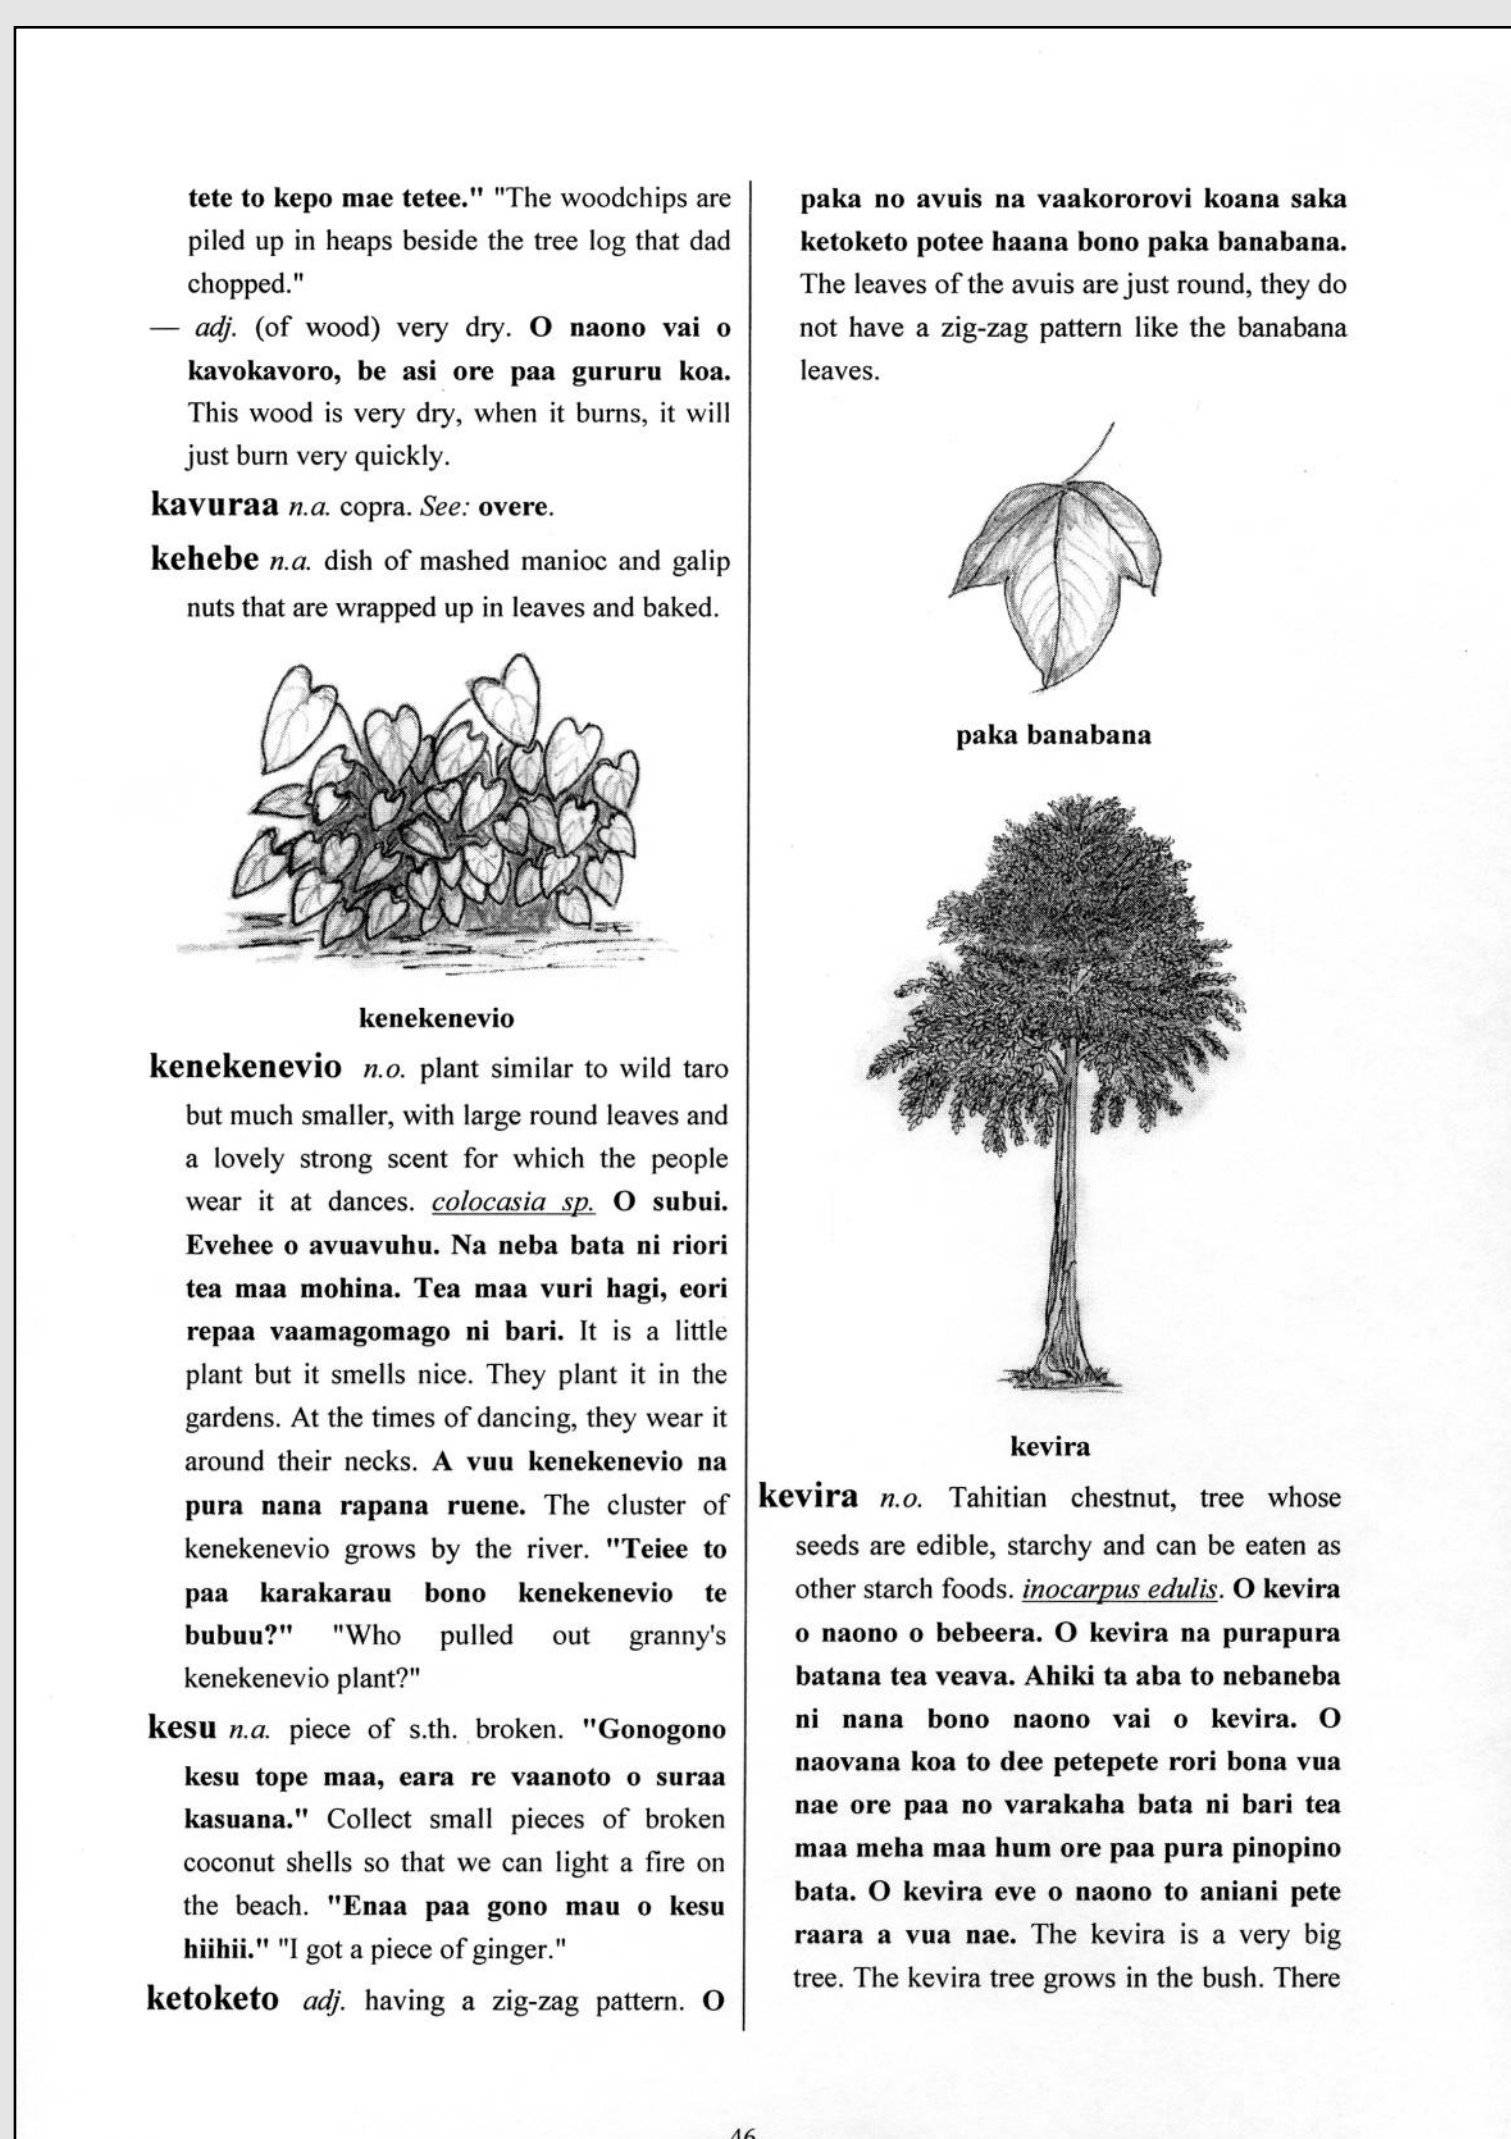 tete to kepo mae tetee." "The woodchips are
piled up in heaps beside the tree log that dad
chopped."
— adj. (of wood) very dry. O naono vai o
kavokavoro, be asi ore paa gururu koa.
This wood is very dry, when it burns, it will
just burn very quickly.
kavuraa n.a. copra. See: overe.
kehebe n.a. dish of mashed manioc and galip
nuts that are wrapped up in leaves and baked.
kenekenevio
kenekenevio n.o. plant similar to wild taro
but much smaller, with large round leaves and
a lovely strong scent for which the people
wear it at dances. colocasia sp. O subui.
Evehee o avuavuhu. Na neba bata ni riori
tea maa mohina. Tea maa vuri hagi, eori
repaa vaamagomago ni bari. It is a little
plant but it smells nice. They plant it in the
gardens. At the times of dancing, they wear it
around their necks. A vuu kenekenevio na
pura nana rapana ruene. The cluster of
kenekenevio grows by the river. "Teiee to
paa karakarau bono kenekenevio te
bubuu?" "Who pulled out granny's
kenekenevio plant?"
kesu n.a. piece of s.th. broken. "Gonogono
kesu tope maa, eara re vaanoto o suraa
kasuana." Collect small pieces of broken
coconut shells so that we can light a fire on
the beach. "Enaa paa gono mau o kesu
hiihii." "I got a piece of ginger."
ketoketo adj. having a zig-zag pattern. O
paka no avuis na vaakororovi koana saka
ketoketo potee haana bono paka banabana.
The leaves of the avuis are just round, they do
not have a zig-zag pattern like the banabana
leaves.
paka banabana
kevira
kevira n.o. Tahitian chestnut, tree whose
seeds are edible, starchy and can be eaten as
other starch foods. inocarpus edulis. O kevira
o naono o bebeera. O kevira na purapura
batana tea veava. Ahiki ta aba to nebaneba
ni nana bono naono vai o kevira. O
naovana koa to dee petepete rori bona vua
nae ore paa no varakaha bata ni bari tea
maa meha maa hum ore paa pura pinopino
bata. O kevira eve o naono to aniani pete
raara a vua nae. The kevira is a very big
tree. The kevira tree grows in the bush. There
46